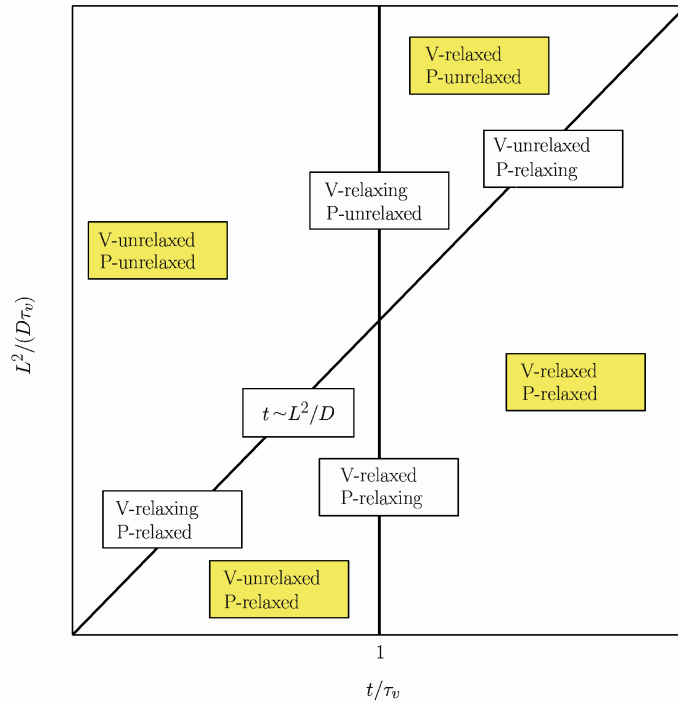 V-relaxed
P-unrelaxed
V-unrelaxed
P-relaxing
V-relaxing
P-unrelaxed
V-unrelaxed
P-unrelaxed
L²/(Dτᵥ)
V-relaxed
P-relaxed
t~L²/D
V-relaxed
P-relaxing
V-relaxing
P-relaxed
V-unrelaxed
P-relaxed
1
t/τᵥ